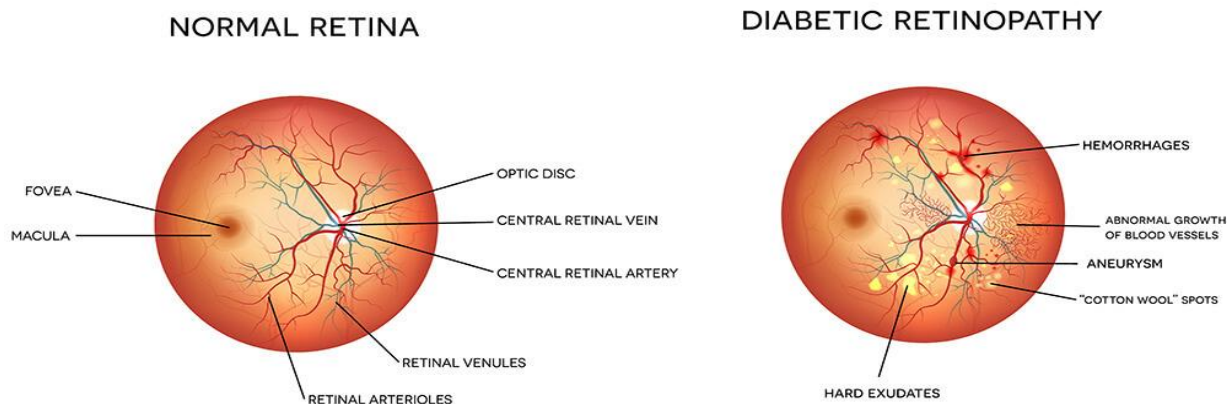 NORMAL RETINA
FOVEA
MACULA
OPTIC DISC
CENTRAL RETINAL VEIN
CENTRAL RETINAL ARTERY
RETINAL VENULES
RETINAL ARTERIOLES
DIABETIC RETINOPATHY
HEMORRHAGES
ABNORMAL GROWTH
OF BLOOD VESSELS
ANEURYSM
"COTTON WOOL" SPOTS
HARD EXUDATES